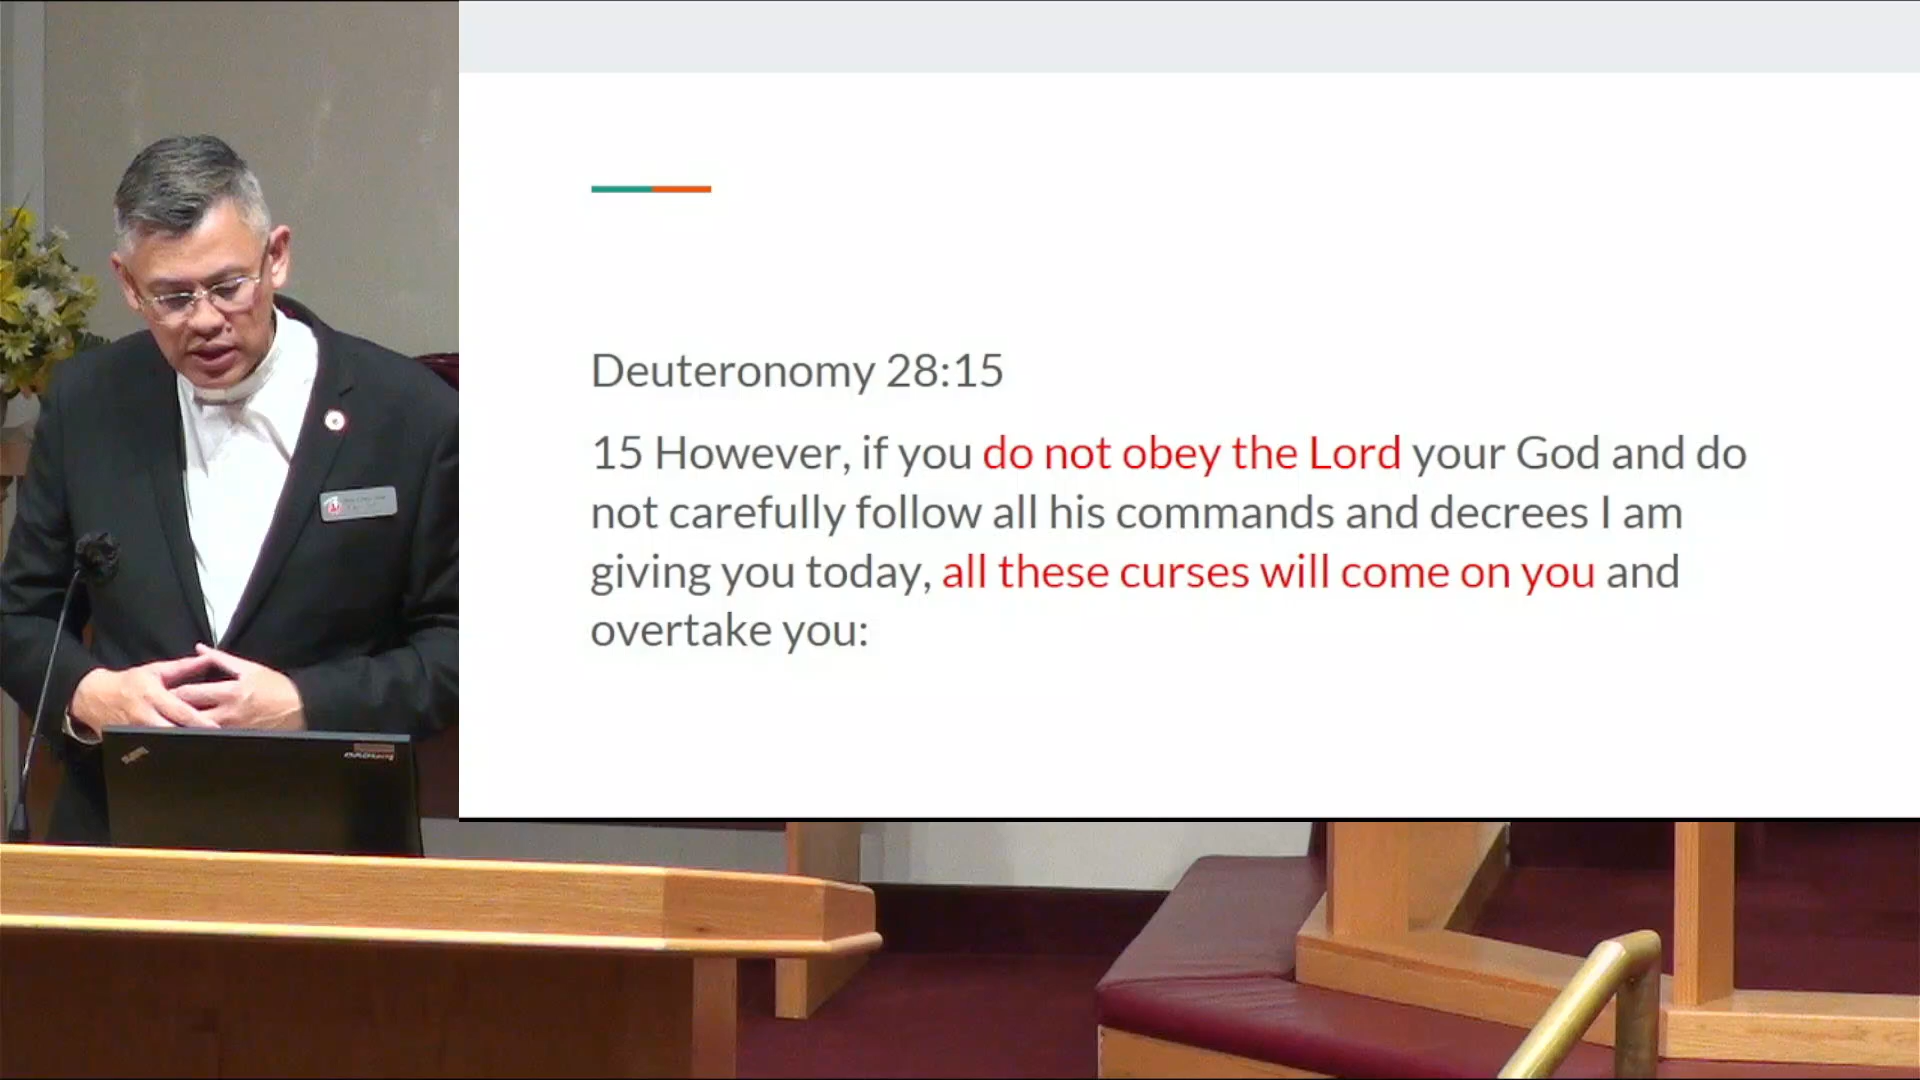 Deuteronomy 28:15
15 However, if you do not obey the Lord your God and do
not carefully follow all his commands and decrees I am
giving you today, all these curses will come on you and
overtake you:
lenovo